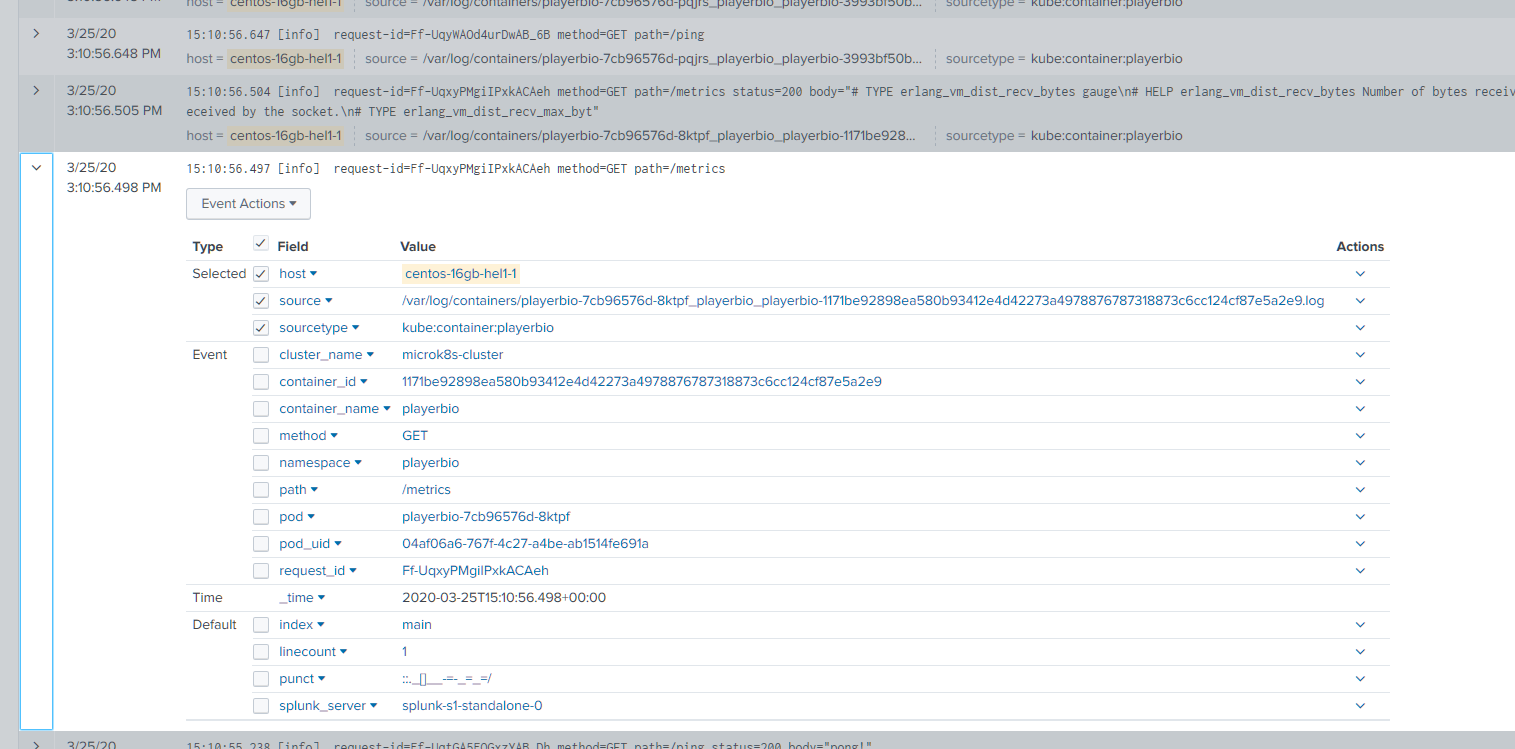 host = centos-16gb-hel1-1 source = /var/log/containers/playerbio-7cb96576d-pqjrs_playerbio_playerbio-3993bf50b... sourcetype = kube:container:playerbio
3/25/20 15:10:56.647 [info] request-id=Ff-UqyWAOd4urDwAB_6B method=GET path=/ping
3:10:56.648 PM host = centos-16gb-hel1-1 source = /var/log/containers/playerbio-7cb96576d-pqjrs_playerbio_playerbio-3993bf50b... sourcetype = kube:container:playerbio
3/25/20 15:10:56.504 [info] request-id=Ff-UqxyPMgiIPxkACAeh method=GET path=/metrics status=200 body="# TYPE erlang_vm_dist_recv_bytes gauge\n# HELP erlang_vm_dist_recv_bytes Number of bytes receiv
3:10:56.505 PM eceived by the socket.\n# TYPE erlang_vm_dist_recv_max_byt"
host = centos-16gb-hel1-1 source = /var/log/containers/playerbio-7cb96576d-8ktpf_playerbio_playerbio-1171be928... sourcetype = kube:container:playerbio
3/25/20 15:10:56.497 [info] request-id=Ff-UqxyPMgiIPxkACAeh method=GET path=/metrics
3:10:56.498 PM
Event Actions
Type Field Value Actions
Selected host centos-16gb-hel1-1
source /var/log/containers/playerbio-7cb96576d-8ktpf_playerbio_playerbio-1171be92898ea580b93412e4d42273a4978876787318873c6cc124cf87e5a2e9.log
sourcetype kube:container:playerbio
Event cluster_name microk8s-cluster
container_id 1171be92898ea580b93412e4d42273a4978876787318873c6cc124cf87e5a2e9
container_name playerbio
method GET
namespace playerbio
path /metrics
pod playerbio-7cb96576d-8ktpf
pod_uid 04af06a6-767f-4c27-a4be-ab1514fe691a
request_id Ff-UqxyPMgiIPxkACAeh
Time _time 2020-03-25T15:10:56.498+00:00
Default index main
linecount 1
punct ::._[]__-=-_=_=/
splunk_server splunk-s1-standalone-0
3/25/20 15:10:55.238 [info] method=GET path=/ping status=200 body="pong!"